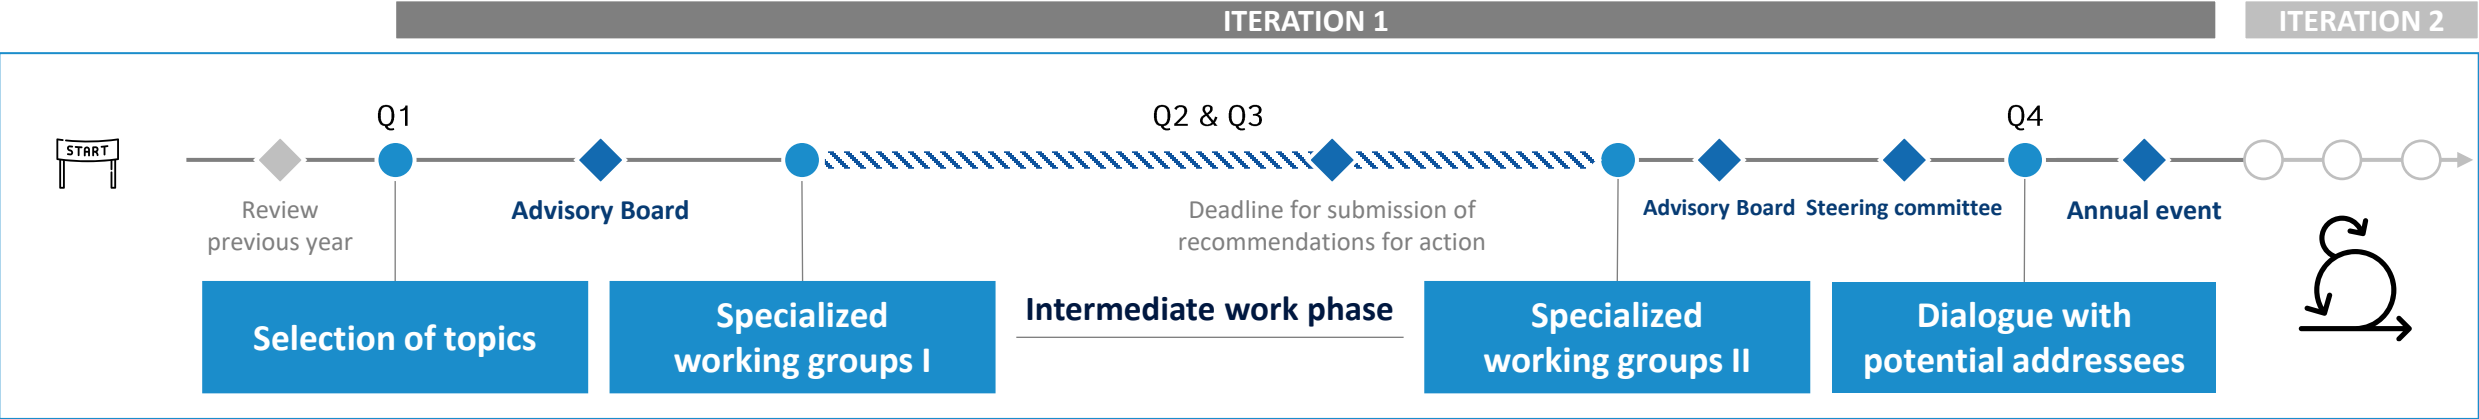 ITERATION 1
ITERATION 2
Q1
Q2 & Q3
Q4
START
Review
previous year
Advisory Board
Deadline for submission of
recommendations for action
Advisory Board
Steering committee
Annual event
Selection of topics
Specialized
working groups I
Intermediate work phase
Specialized
working groups II
Dialogue with
potential addressees